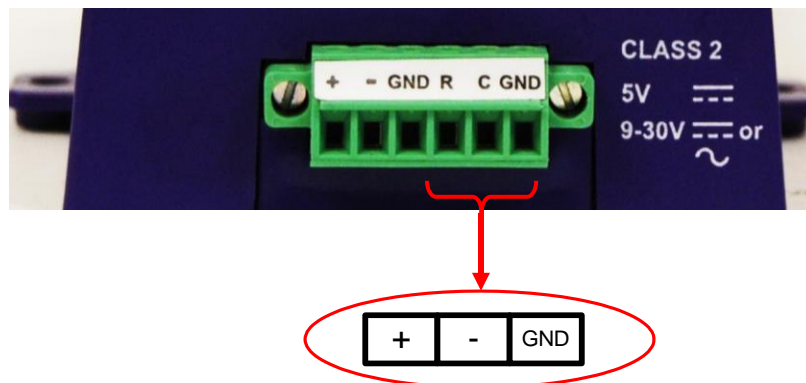 + - GND R C GND
CLASS 2
5V ⎓
9-30V ⎓ or
∿
+ - GND